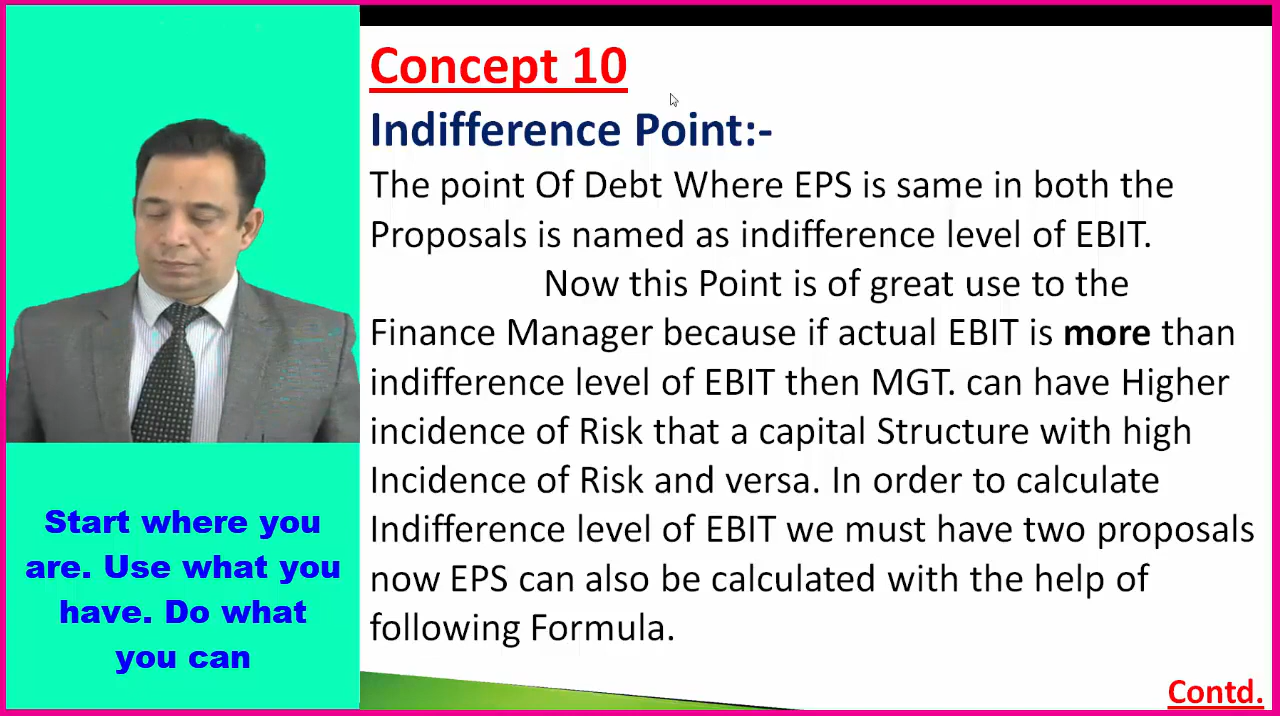 Concept 10
Indifference Point:-
The point Of Debt Where EPS is same in both the
Proposals is named as indifference level of EBIT.
Now this Point is of great use to the
Finance Manager because if actual EBIT is more than
indifference level of EBIT then MGT. can have Higher
incidence of Risk that a capital Structure with high
Incidence of Risk and versa. In order to calculate
Indifference level of EBIT we must have two proposals
now EPS can also be calculated with the help of
following Formula.
Contd.
Start where you
are. Use what you
have. Do what
you can